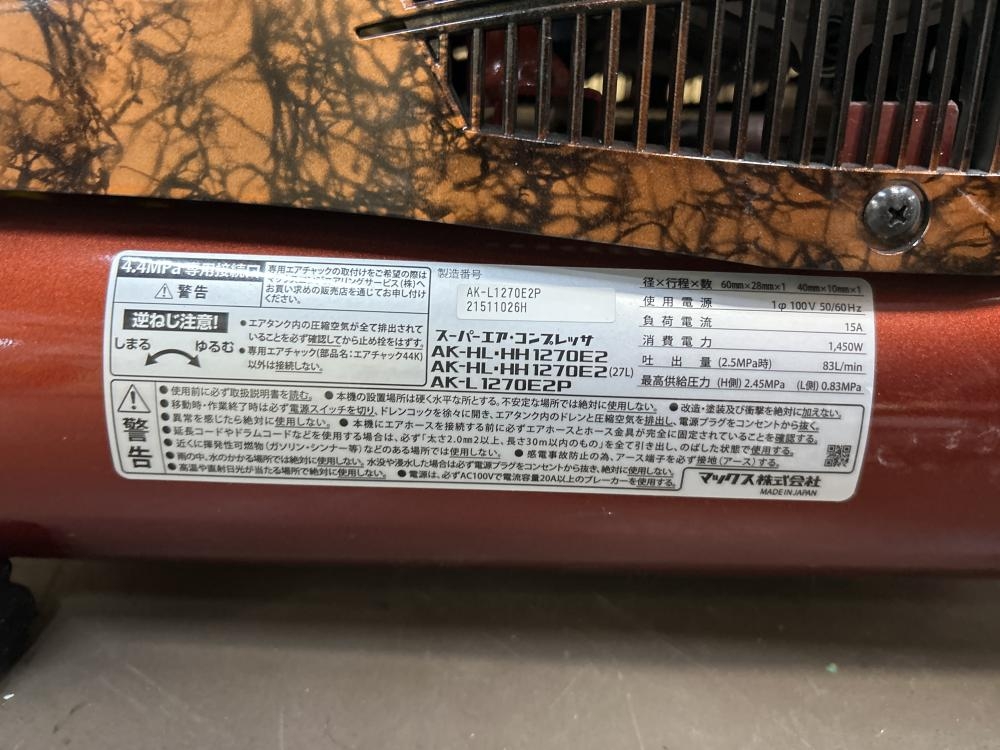 4.4MPa 専用接続口
⚠ 警告
専用エアチャックの取付をご希望の際は
マックスエンジニアリングサービス(株)へ
お買い求めの販売店を通じてお申し付け
ください。
逆ねじ注意!
しまる ゆるむ
●エアタンク内の圧縮空気が全て排出されて
いることを必ず確認してから止め栓をはずす。
●専用エアチャック(部品名:エアチャック44K)
以外は接続しない。
製造番号
AK-L1270E2P
21511026H
スーパーエア・コンプレッサ
AK-HL・HH1270E2
AK-HL・HH1270E2(27L)
AK-L1270E2P
径×行程×数 60mm×28mm×1 40mm×10mm×1
使用電源 1φ 100V 50/60Hz
負荷電流 15A
消費電力 1,450W
吐出量 (2.5MPa時) 83L/min
最高供給圧力 (H側) 2.45MPa (L側) 0.83MPa
警告
●使用前に必ず取扱説明書を読む。 ●本機の設置場所は硬く水平な所とする,不安定な場所では絶対に使用しない。 ●改造・塗装及び衝撃を絶対に加えない。
●移動時・作業終了時は必ず電源スイッチを切り,ドレンコックを徐々に開き,エアタンク内のドレンと圧縮空気を排出し,電源プラグをコンセントから抜く。
●異常を感じたら絶対に使用しない。 ●本機にエアホースを接続する前に必ずエアホースとホース金具が完全に固定されていることを確認する。
●延長コードやドラムコードなどを使用する場合は,必ず「太さ2.0mm2以上,長さ30m以内のもの」を全て引き出し,のばした状態で使用する。
●近くに揮発性可燃物(ガソリン・シンナー等)などのある場所では使用しない。 ●感電事故防止の為,アース端子を必ず接地(アース)する。
●雨の中,水のかかる場所では絶対に使用しない。水没や浸水した場合は必ず電源プラグをコンセントから抜き,絶対に使用しない。
●高温や直射日光が当たる場所で絶対に使用しない。 ●電源は,必ずAC100Vで電流容量20A以上のブレーカーを使用する。
マックス株式会社
MADE IN JAPAN